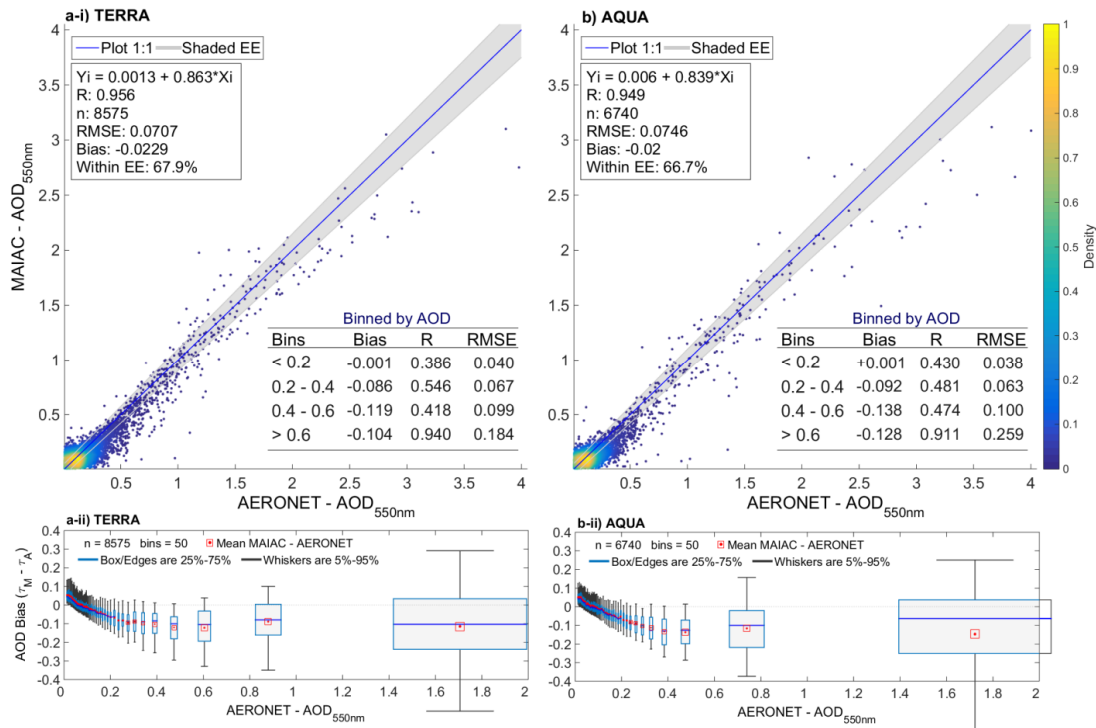 a-i) TERRA
Plot 1:1 Shaded EE
Yi = 0.0013 + 0.863*Xi
R: 0.956
n: 8575
RMSE: 0.0707
Bias: -0.0229
Within EE: 67.9%
MAIAC - AOD550nm
4
3.5
3
2.5
2
1.5
1
0.5
Binned by AOD
Bins Bias R RMSE
< 0.2 -0.001 0.386 0.040
0.2 - 0.4 -0.086 0.546 0.067
0.4 - 0.6 -0.119 0.418 0.099
> 0.6 -0.104 0.940 0.184
0.5 1 1.5 2 2.5 3 3.5 4
AERONET - AOD550nm
b) AQUA
Plot 1:1 Shaded EE
Yi = 0.006 + 0.839*Xi
R: 0.949
n: 6740
RMSE: 0.0746
Bias: -0.02
Within EE: 66.7%
4
3.5
3
2.5
2
1.5
1
0.5
Binned by AOD
Bins Bias R RMSE
< 0.2 +0.001 0.430 0.038
0.2 - 0.4 -0.092 0.481 0.063
0.4 - 0.6 -0.138 0.474 0.100
> 0.6 -0.128 0.911 0.259
0.5 1 1.5 2 2.5 3 3.5 4
AERONET - AOD550nm
1
0.9
0.8
0.7
0.6
0.5
0.4
0.3
0.2
0.1
0
Density
a-ii) TERRA
n = 8575 bins = 50 Mean MAIAC - AERONET
Box/Edges are 25%-75% Whiskers are 5%-95%
AOD Bias (τM - τA)
0.4
0.3
0.2
0.1
0
-0.1
-0.2
-0.3
-0.4
0 0.2 0.4 0.6 0.8 1 1.2 1.4 1.6 1.8 2
AERONET - AOD550nm
b-ii) AQUA
n = 6740 bins = 50 Mean MAIAC - AERONET
Box/Edges are 25%-75% Whiskers are 5%-95%
0.4
0.3
0.2
0.1
0
-0.1
-0.2
-0.3
-0.4
0 0.2 0.4 0.6 0.8 1 1.2 1.4 1.6 1.8 2
AERONET - AOD550nm